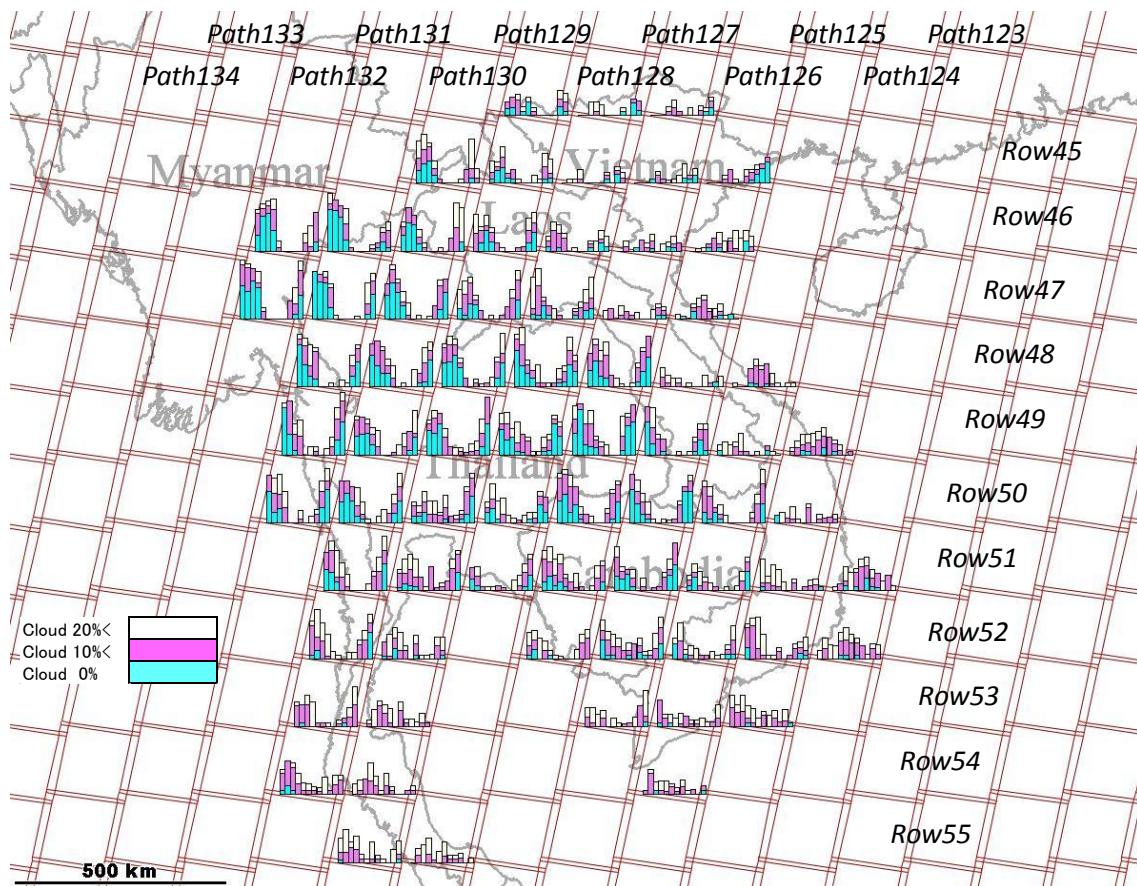 Path133 Path131 Path129 Path127 Path125 Path123
Path134 Path132 Path130 Path128 Path126 Path124
Row45
Myanmar Vietnam
Row46
Laos
Row47
Row48
Row49
Thailand
Row50
Row51
Cambodia
Cloud 20%<
Cloud 10%<
Cloud 0%
Row52
Row53
Row54
Row55
500 km